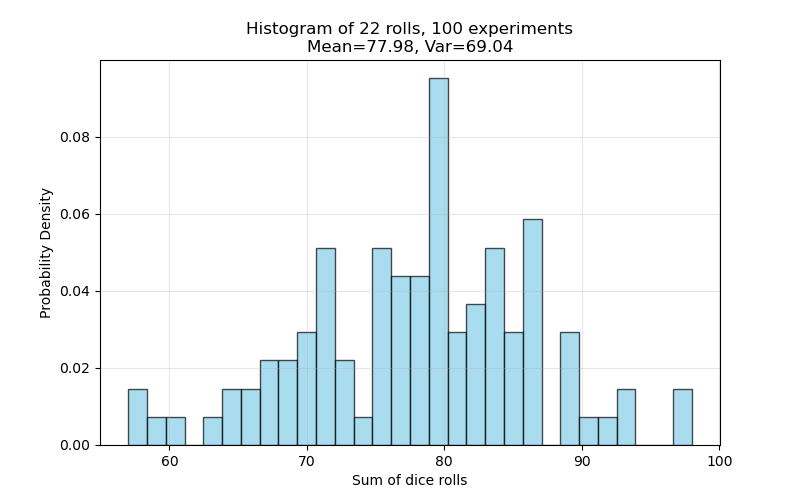 Histogram of 22 rolls, 100 experiments
Mean=77.98, Var=69.04
Probability Density
0.08
0.06
0.04
0.02
0.00
60 70 80 90 100
Sum of dice rolls